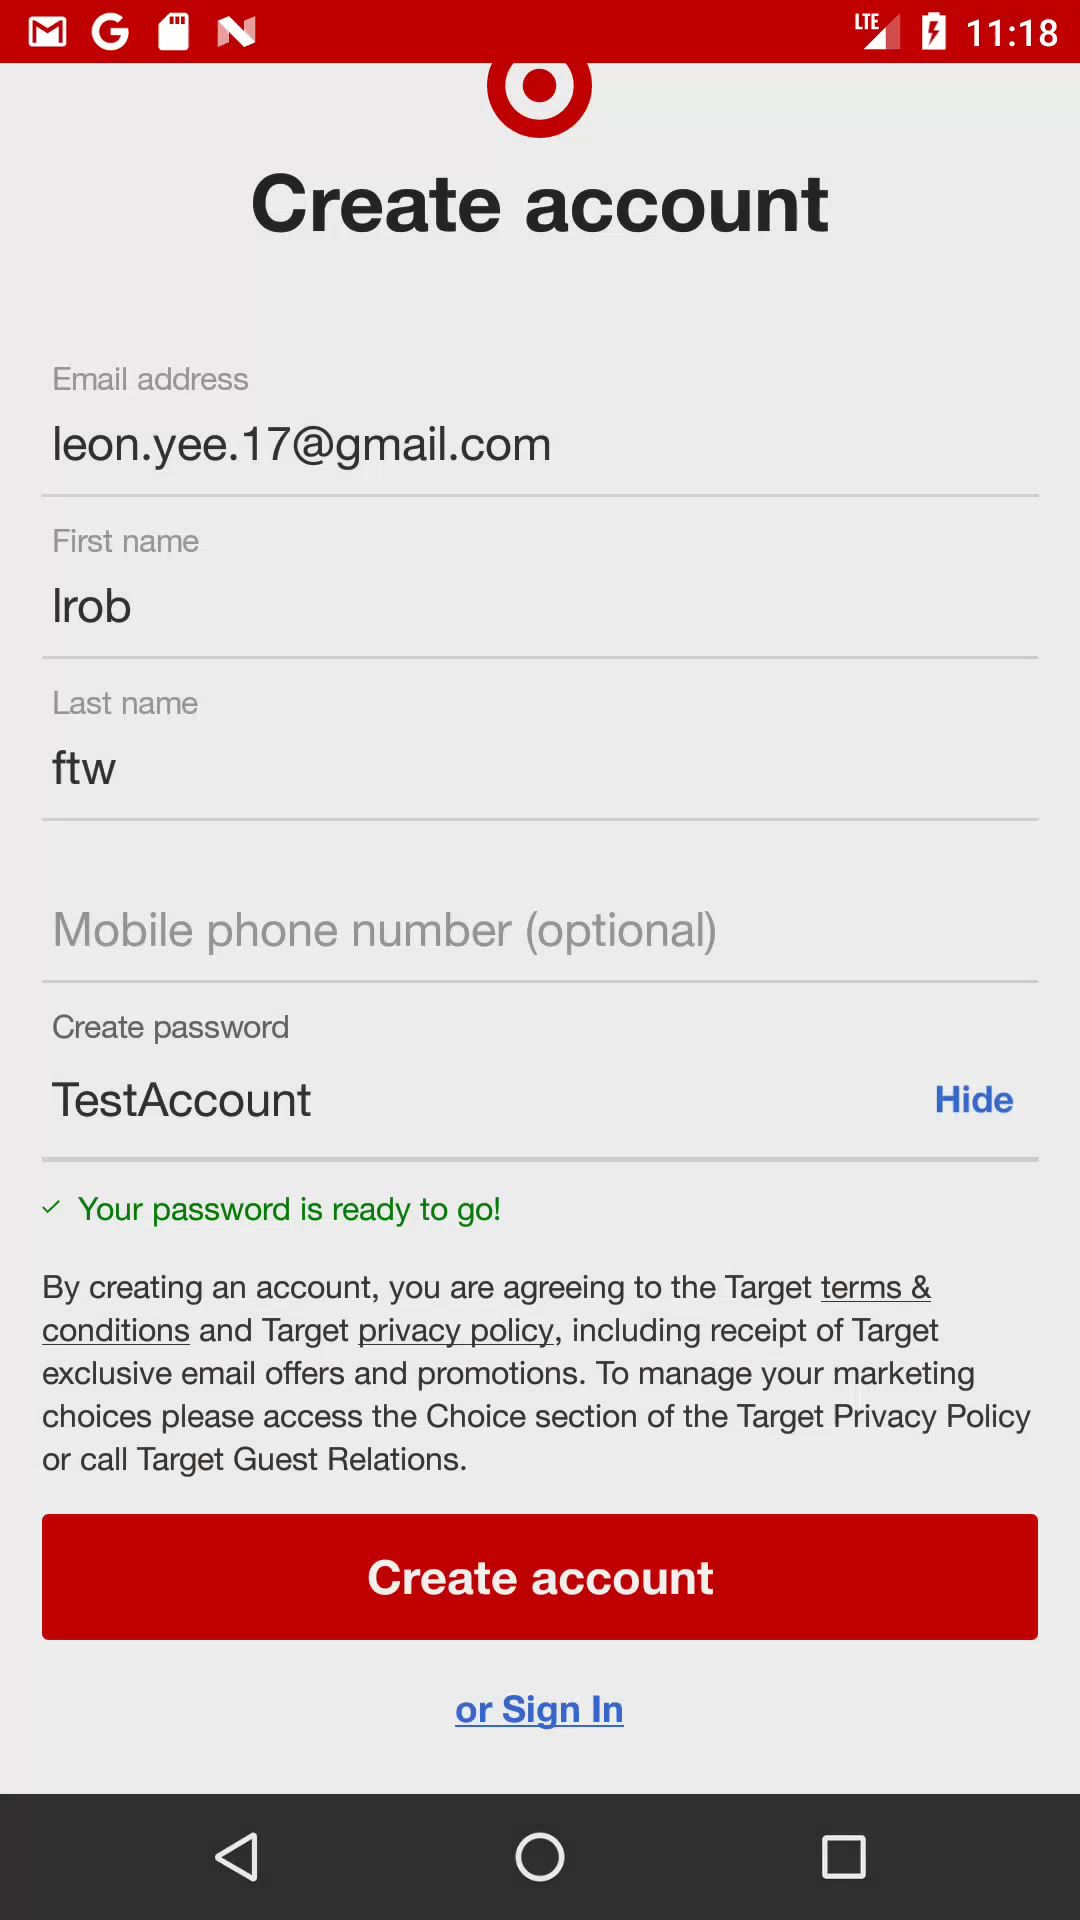 LTE 11:18
Create account
Email address
leon.yee.17@gmail.com
First name
lrob
Last name
ftw
Mobile phone number (optional)
Create password
TestAccount
Hide
Your password is ready to go!
By creating an account, you are agreeing to the Target terms &
conditions and Target privacy policy, including receipt of Target
exclusive email offers and promotions. To manage your marketing
choices please access the Choice section of the Target Privacy Policy
or call Target Guest Relations.
Create account
or Sign In